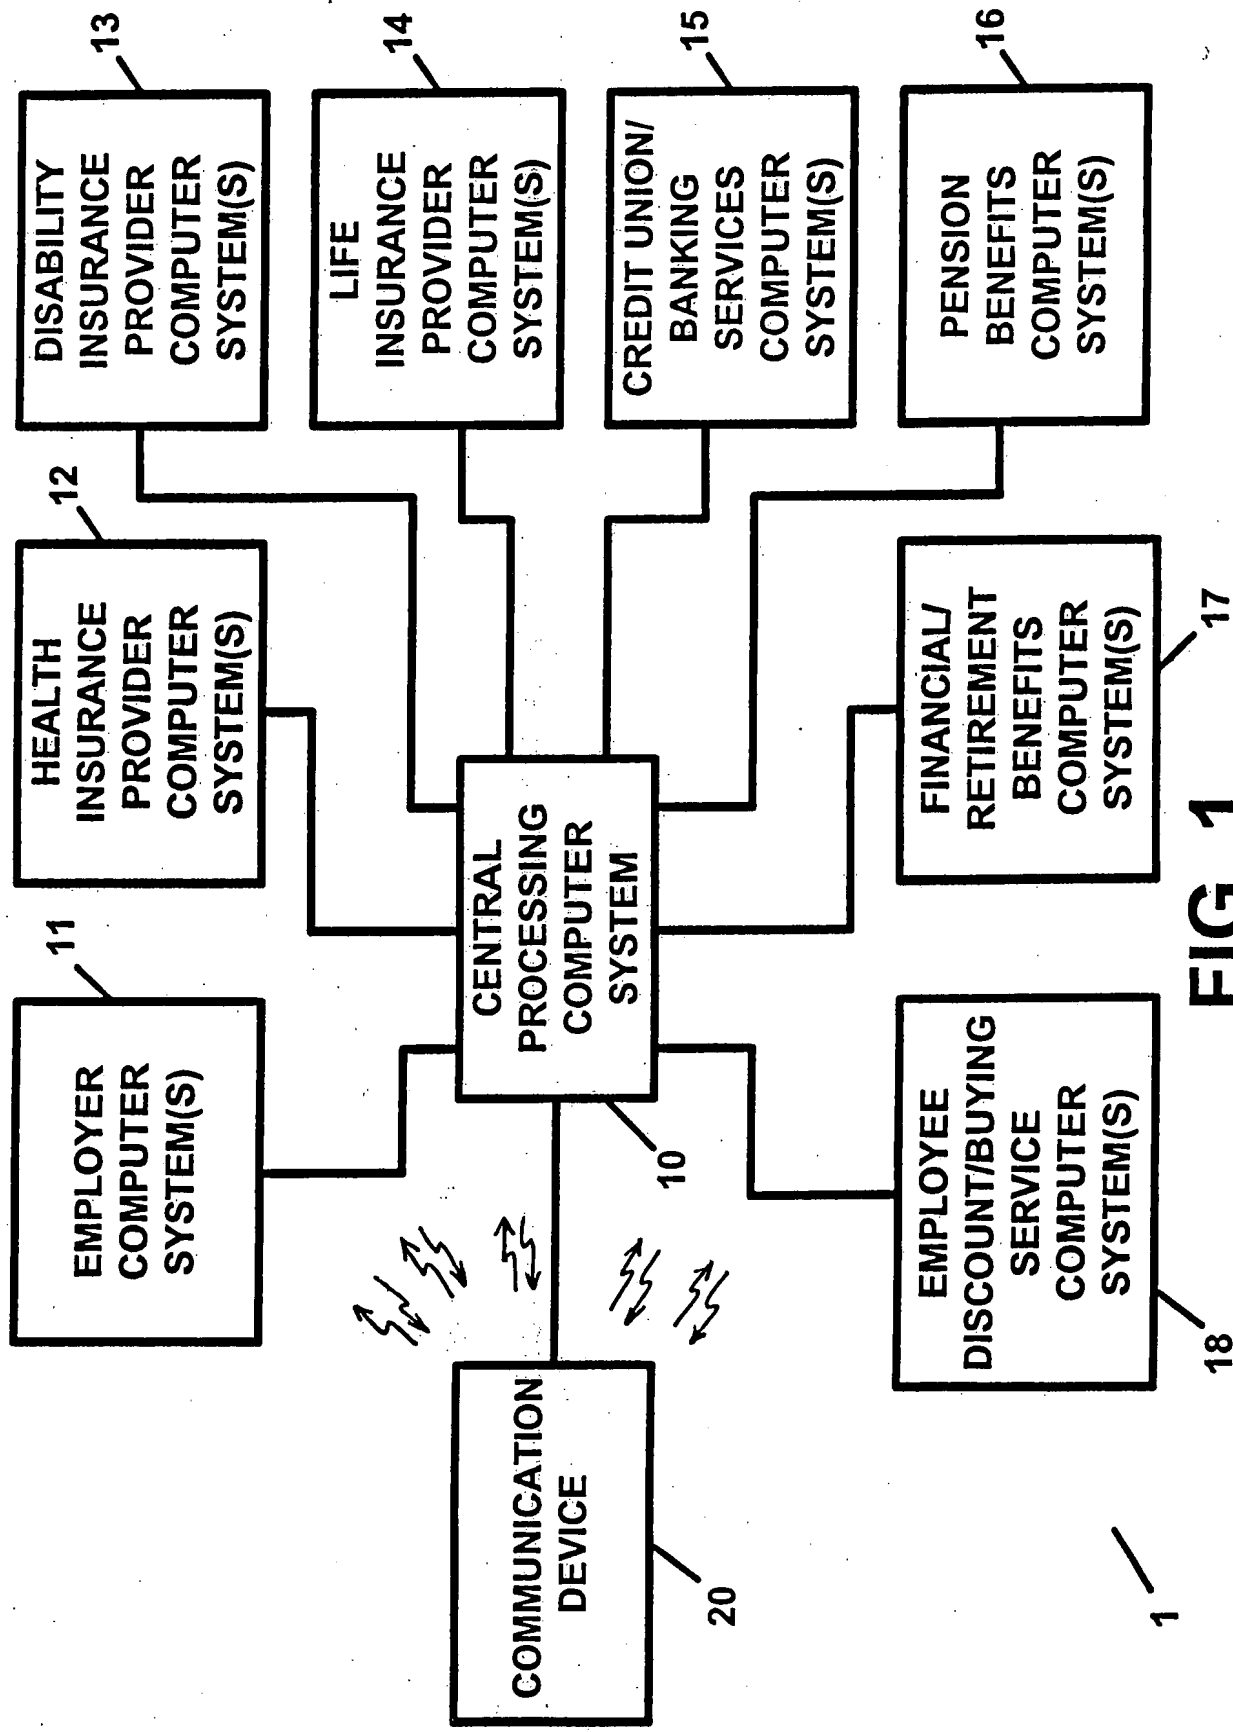 11
EMPLOYER
COMPUTER
SYSTEM(S)
12
HEALTH
INSURANCE
PROVIDER
COMPUTER
SYSTEM(S)
13
DISABILITY
INSURANCE
PROVIDER
COMPUTER
SYSTEM(S)
14
LIFE
INSURANCE
PROVIDER
COMPUTER
SYSTEM(S)
COMMUNICATION
DEVICE
20
CENTRAL
PROCESSING
COMPUTER
SYSTEM
10
CREDIT UNION/
BANKING
SERVICES
COMPUTER
SYSTEM(S)
15
EMPLOYEE
DISCOUNT/BUYING
SERVICE
COMPUTER
SYSTEM(S)
18
FINANCIAL/
RETIREMENT
BENEFITS
COMPUTER
SYSTEM(S)
17
PENSION
BENEFITS
COMPUTER
SYSTEM(S)
16
1
FIG. 1